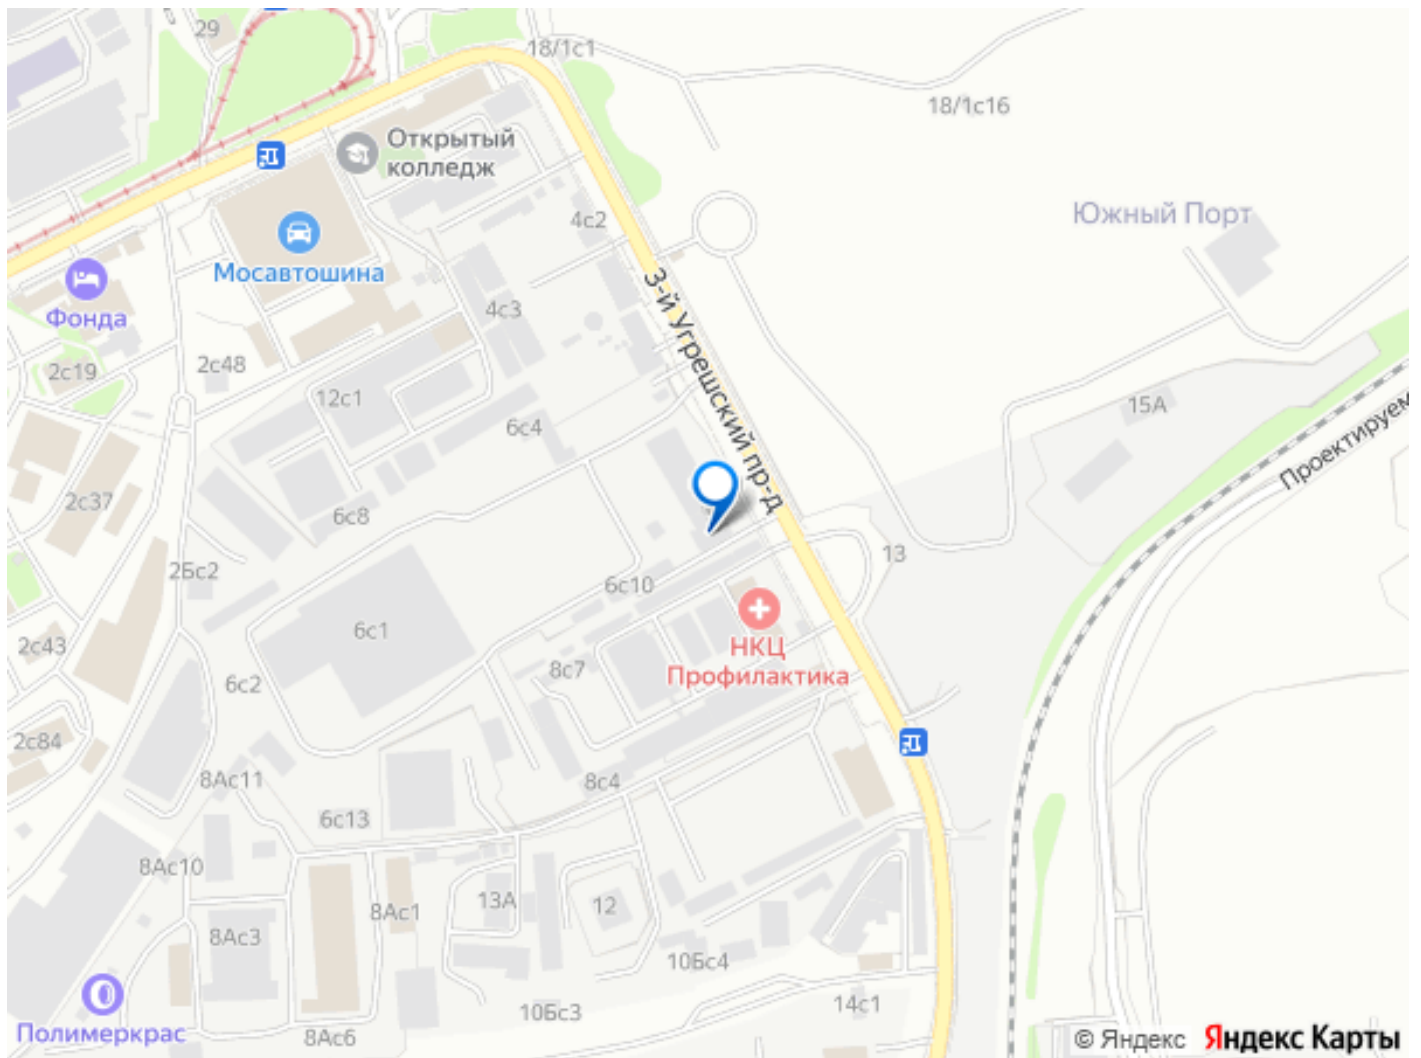 29
18/1с1
18/1с16
Открытый
колледж
Южный Порт
4с2
Мосавтошина
3-й Угрешский пр-д
Фонда
4с3
2с19
2с48
12с1
15А
6с4
Проектируем
2с37
6с8
13
2Бс2
6с10
6с1
2с43
НКЦ
Профилактика
8с7
6с2
2с84
8Ас11
8с4
6с13
8Ас10
13А
12
8Ас1
8Ас3
10Бс4
14с1
10Бс3
Полимеркрас
8Ас6
© Яндекс Яндекс Карты